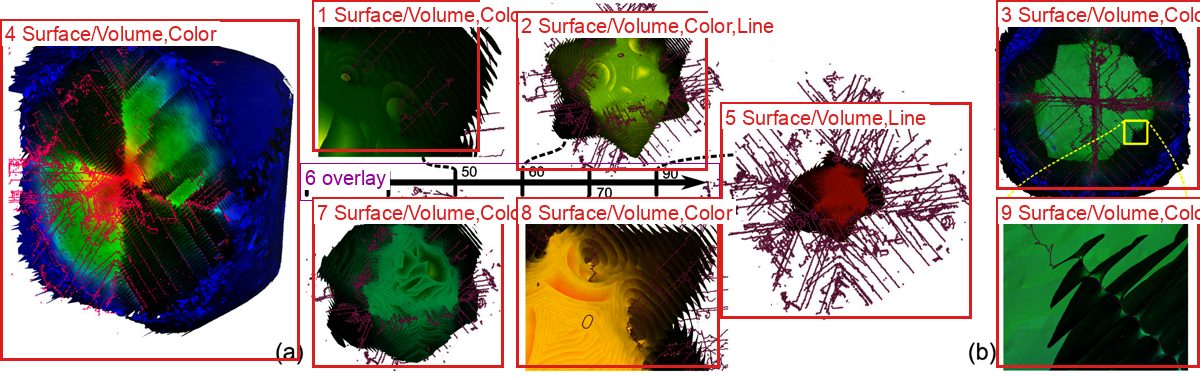 4 Surface/Volume,Color
1 Surface/Volume,Colo
2 Surface/Volume,Color,Line
3 Surface/Volume,Colo
5 Surface/Volume,Line
6 overlay
50
60
70
90
7 Surface/Volume,Colo
8 Surface/Volume,Color
9 Surface/Volume,Colo
(a)
(b)